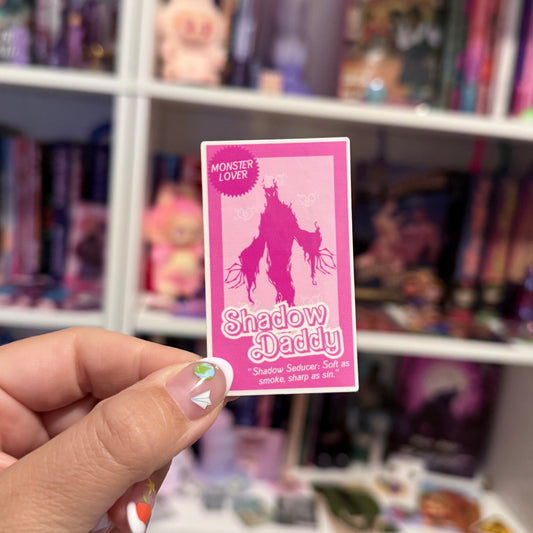 MONSTER
LOVER
Shadow
Daddy
"Shadow Seducer: Soft as
smoke, sharp as sin."